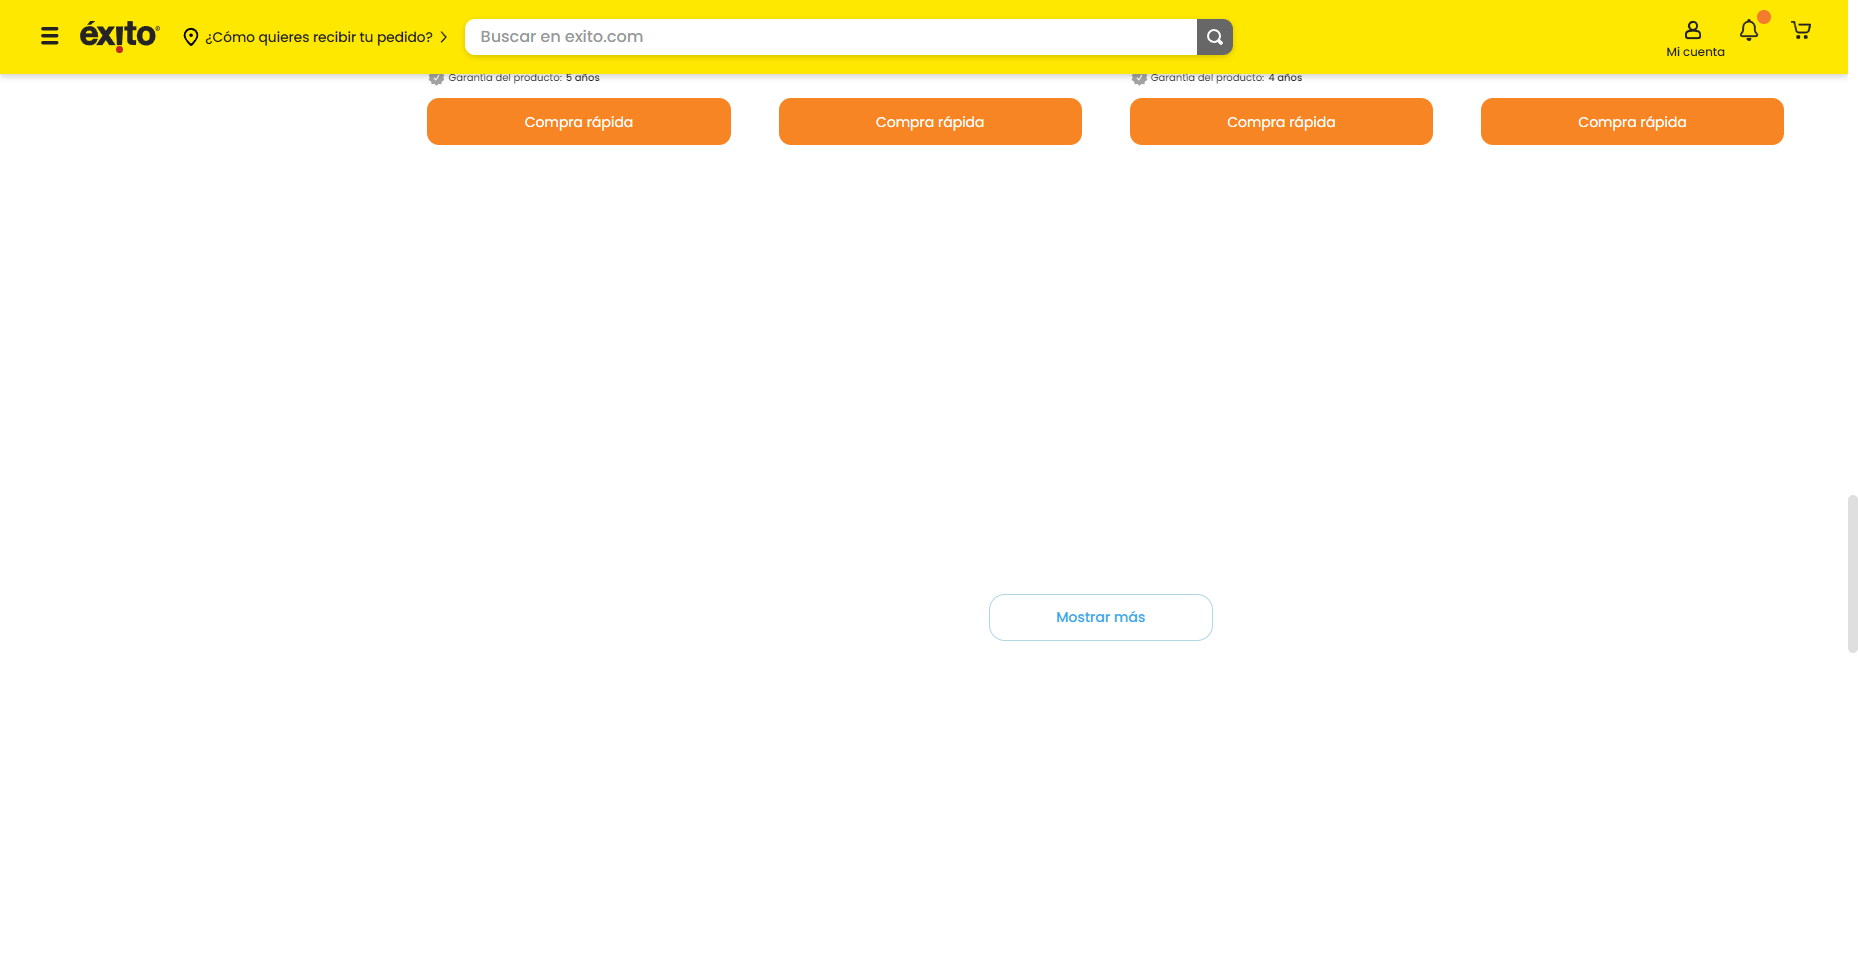 éxito
¿Cómo quieres recibir tu pedido?
Buscar en exito.com
Mi cuenta
Garantía del producto: 5 años
Garantía del producto: 4 años
Compra rápida
Compra rápida
Compra rápida
Compra rápida
Mostrar más